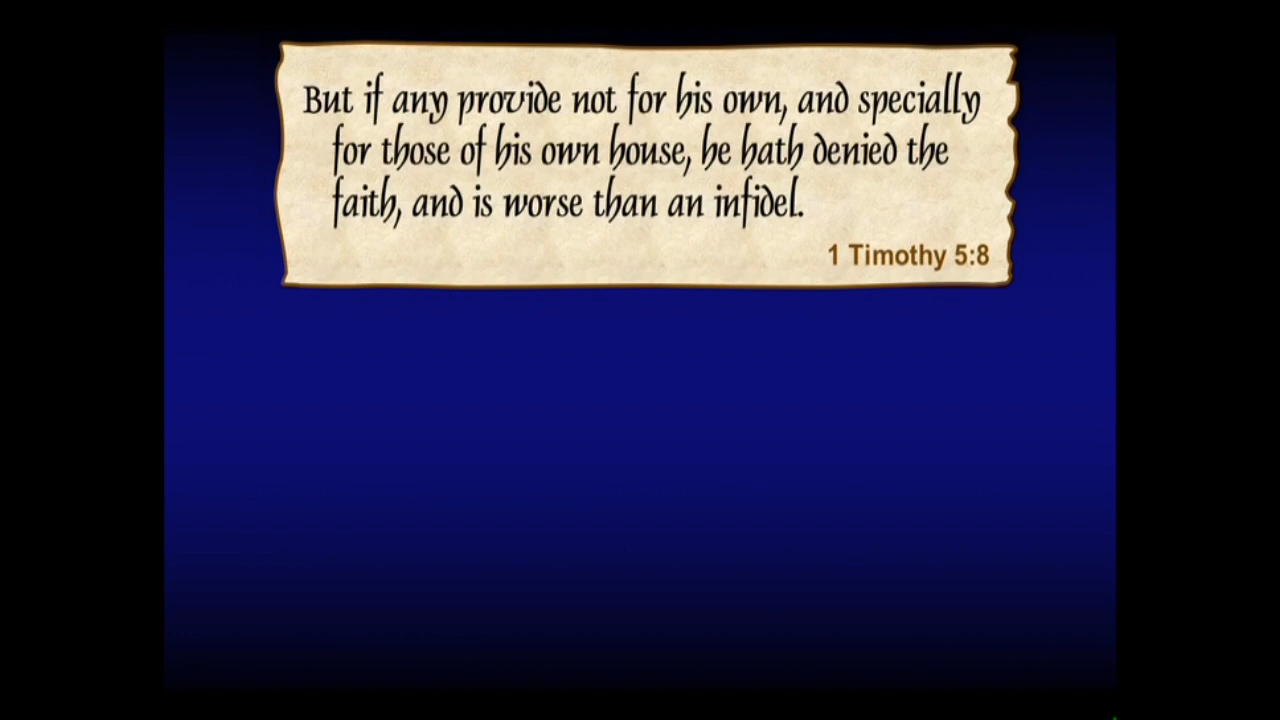 But if any provide not for his own, and specially
for those of his own house, he hath denied the
faith, and is worse than an infidel.
1 Timothy 5:8